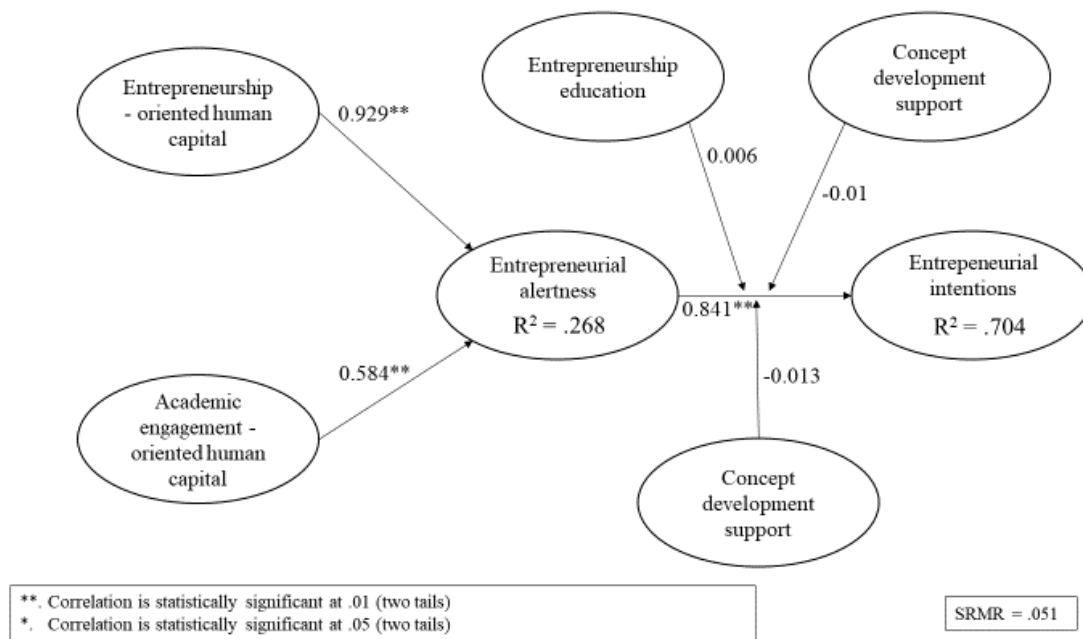 Entrepreneurship
- oriented human
capital
0.929**
Entrepreneurship
education
Concept
development
support
0.006
-0.01
Entrepreneurial
alertness
R² = .268
0.841**
Entrepeneurial
intentions
R² = .704
0.584**
-0.013
Academic
engagement -
oriented human
capital
Concept
development
support
**. Correlation is statistically significant at .01 (two tails)
*. Correlation is statistically significant at .05 (two tails)
SRMR = .051